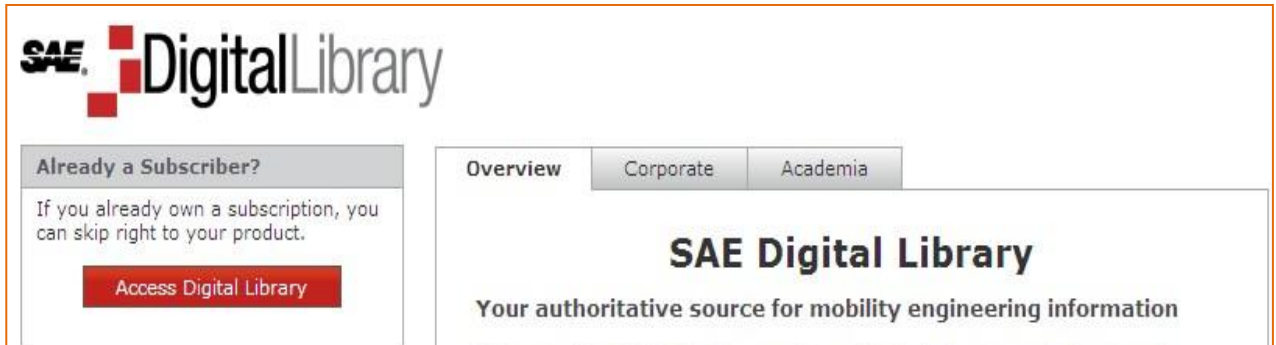 SAE. DigitalLibrary
Already a Subscriber?
If you already own a subscription, you
can skip right to your product.
Access Digital Library
Overview Corporate Academia
SAE Digital Library
Your authoritative source for mobility engineering information